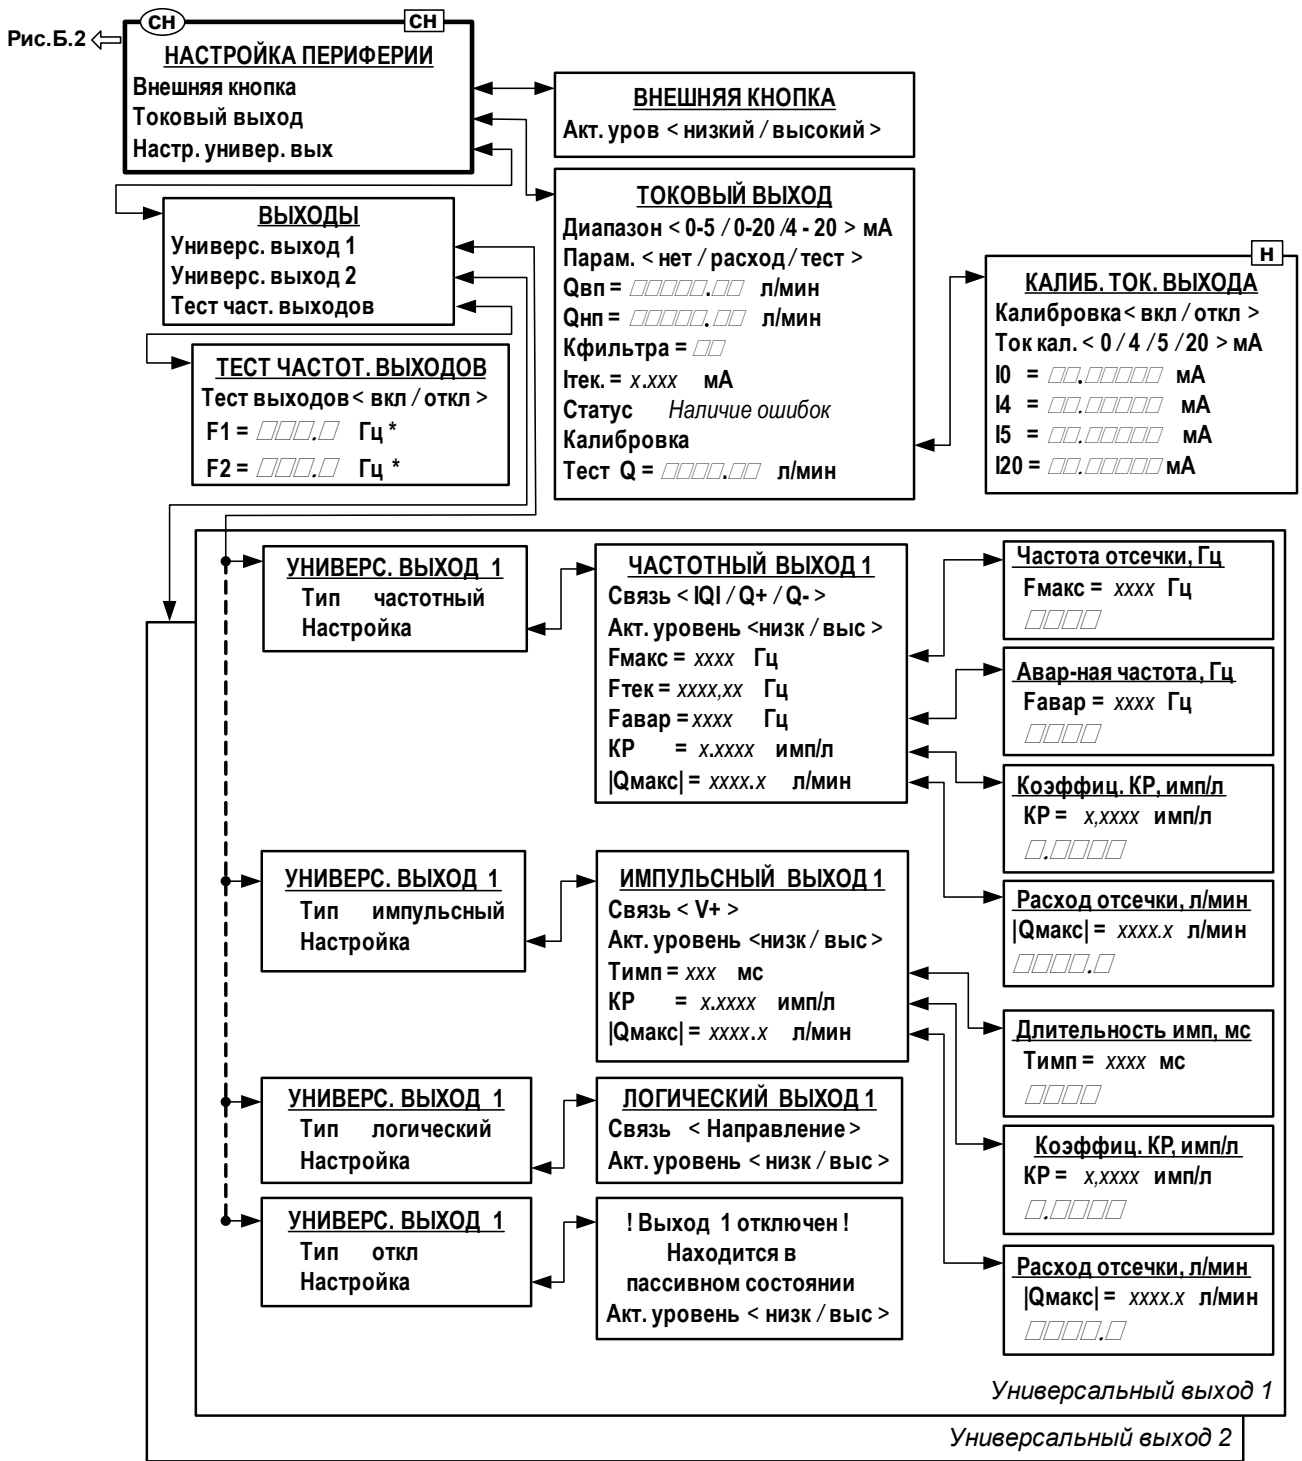 Рис.Б.2
СН
СН
НАСТРОЙКА ПЕРИФЕРИИ
Внешняя кнопка
Токовый выход
Настр. универ. вых
ВНЕШНЯЯ КНОПКА
Акт. уров < низкий / высокий >
ВЫХОДЫ
Универс. выход 1
Универс. выход 2
Тест част. выходов
ТОКОВЫЙ ВЫХОД
Диапазон < 0-5 / 0-20 /4 - 20 > мА
Парам. < нет / расход / тест >
Qвп = □□□□□.□□ л/мин
Qнп = □□□□□.□□ л/мин
Кфильтра = □□
Iтек. = x.xxx мА
Статус Наличие ошибок
Калибровка
Тест Q = □□□□.□□ л/мин
Н
КАЛИБ. ТОК. ВЫХОДА
Калибровка < вкл / откл >
Ток кал. < 0 / 4 / 5 / 20 > мА
I0 = □□.□□□□□ мА
I4 = □□.□□□□□ мА
I5 = □□.□□□□□ мА
I20 = □□.□□□□□ мА
ТЕСТ ЧАСТОТ. ВЫХОДОВ
Тест выходов < вкл / откл >
F1 = □□□.□ Гц *
F2 = □□□.□ Гц *
УНИВЕРС. ВЫХОД 1
Тип частотный
Настройка
ЧАСТОТНЫЙ ВЫХОД 1
Связь < IQI / Q+ / Q- >
Акт. уровень <низк / выс >
Fмакс = xxxx Гц
Fтек = xxxx,xx Гц
Fавар = xxxx Гц
КР = x.xxxx имп/л
|Qмакс| = xxxx.x л/мин
Частота отсечки, Гц
Fмакс = xxxx Гц
□□□□
Авар-ная частота, Гц
Fавар = xxxx Гц
□□□□
Коэффиц. КР, имп/л
КР = x,xxxx имп/л
□.□□□□
Расход отсечки, л/мин
|Qмакс| = xxxx.x л/мин
□□□□.□
УНИВЕРС. ВЫХОД 1
Тип импульсный
Настройка
ИМПУЛЬСНЫЙ ВЫХОД 1
Связь < V+ >
Акт. уровень <низк / выс >
Тимп = xxx мс
КР = x.xxxx имп/л
|Qмакс| = xxxx.x л/мин
Длительность имп, мс
Тимп = xxxx мс
□□□□
Коэффиц. КР, имп/л
КР = x,xxxx имп/л
□.□□□□
Расход отсечки, л/мин
|Qмакс| = xxxx.x л/мин
□□□□.□
УНИВЕРС. ВЫХОД 1
Тип логический
Настройка
ЛОГИЧЕСКИЙ ВЫХОД 1
Связь < Направление >
Акт. уровень < низк / выс >
УНИВЕРС. ВЫХОД 1
Тип откл
Настройка
! Выход 1 отключен !
Находится в
пассивном состоянии
Акт. уровень < низк / выс >
Универсальный выход 1
Универсальный выход 2